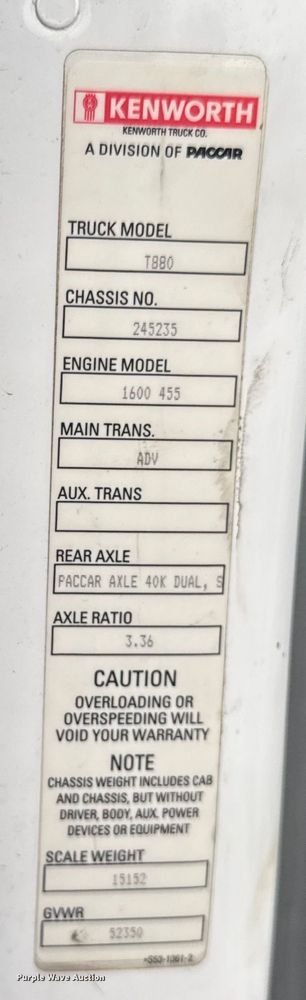 KENWORTH
KENWORTH TRUCK CO.
A DIVISION OF PACCAR
TRUCK MODEL
T880
CHASSIS NO.
245235
ENGINE MODEL
1600 455
MAIN TRANS.
ADV
AUX. TRANS
REAR AXLE
PACCAR AXLE 40K DUAL, S
AXLE RATIO
3.36
CAUTION
OVERLOADING OR
OVERSPEEDING WILL
VOID YOUR WARRANTY
NOTE
CHASSIS WEIGHT INCLUDES CAB
AND CHASSIS, BUT WITHOUT
DRIVER, BODY, AUX. POWER
DEVICES OR EQUIPMENT
SCALE WEIGHT
15152
GVWR
52350
Purple Wave Auction